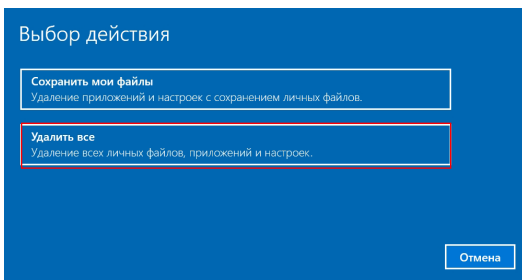 Выбор действия
Сохранить мои файлы
Удаление приложений и настроек с сохранением личных файлов.
Удалить все
Удаление всех личных файлов, приложений и настроек.
Отмена